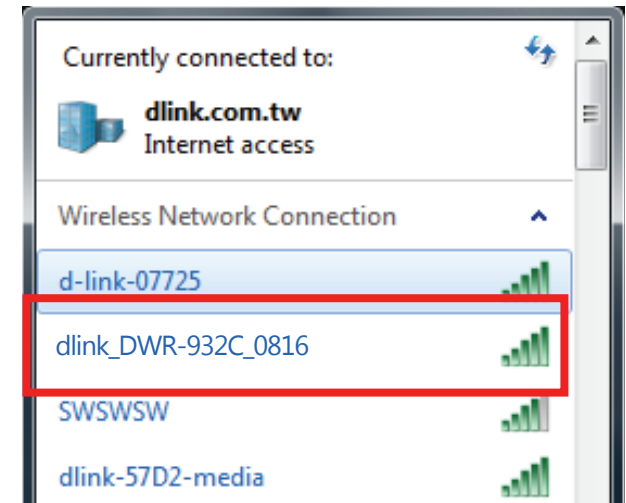 Currently connected to:
dlink.com.tw
Internet access
Wireless Network Connection
d-link-07725
dlink_DWR-932C_0816
SWSWSW
dlink-57D2-media